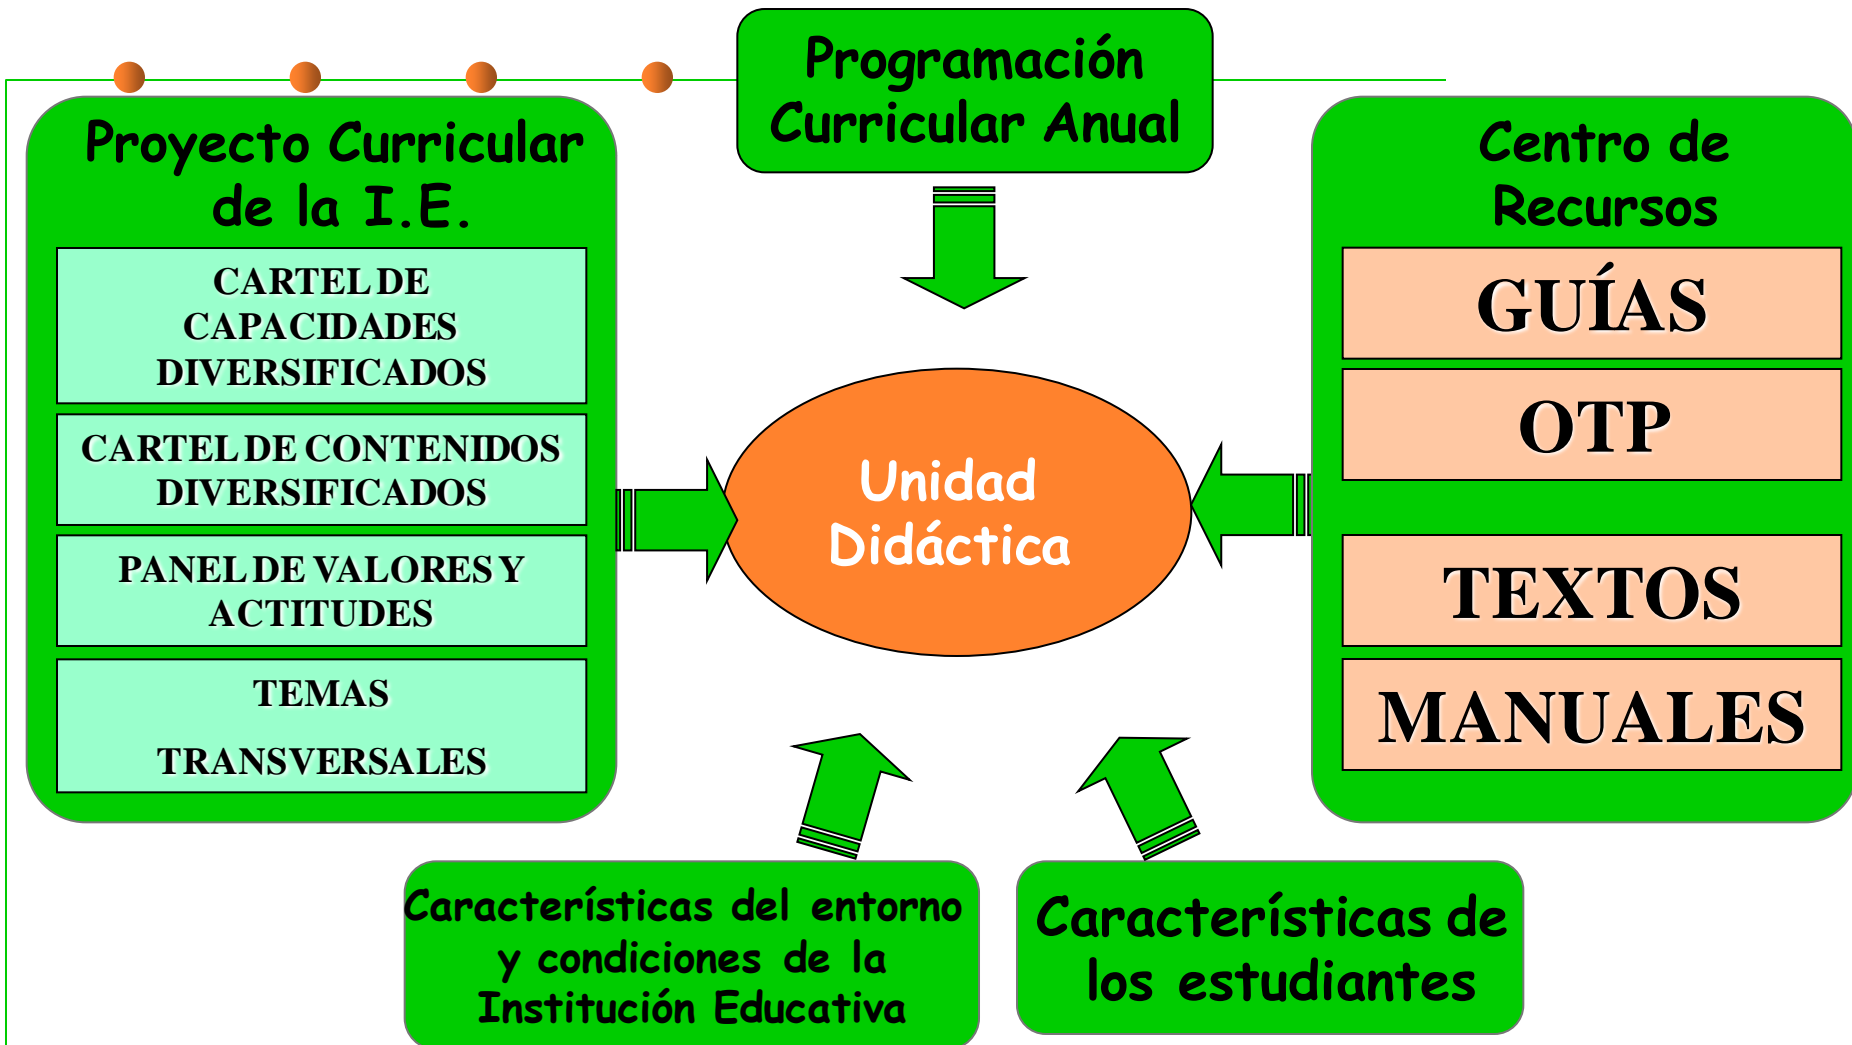 Programación
Curricular Anual
Proyecto Curricular
de la I.E.
CARTEL DE
CAPACIDADES
DIVERSIFICADOS
CARTEL DE CONTENIDOS
DIVERSIFICADOS
PANEL DE VALORES Y
ACTITUDES
TEMAS
TRANSVERSALES
Unidad
Didáctica
Centro de
Recursos
GUÍAS
OTP
TEXTOS
MANUALES
Características del entorno
y condiciones de la
Institución Educativa
Características de
los estudiantes